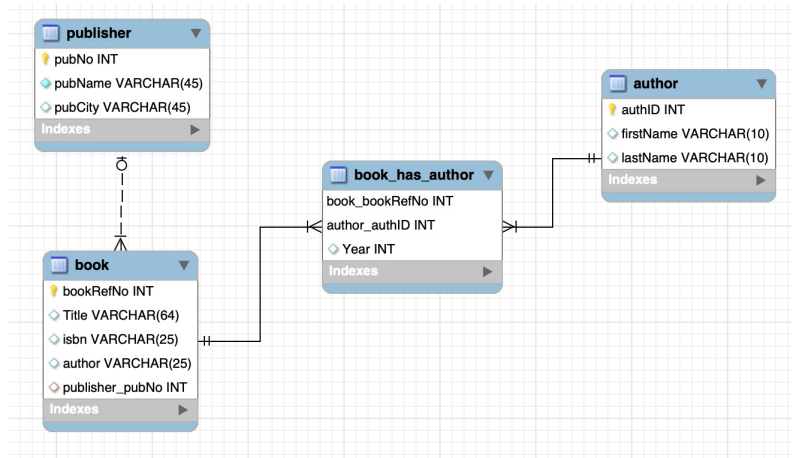 publisher
pubNo INT
pubName VARCHAR(45)
pubCity VARCHAR(45)
Indexes
author
authID INT
firstName VARCHAR(10)
lastName VARCHAR(10)
Indexes
book_has_author
book_bookRefNo INT
author_authID INT
Year INT
Indexes
book
bookRefNo INT
Title VARCHAR(64)
isbn VARCHAR(25)
author VARCHAR(25)
publisher_pubNo INT
Indexes